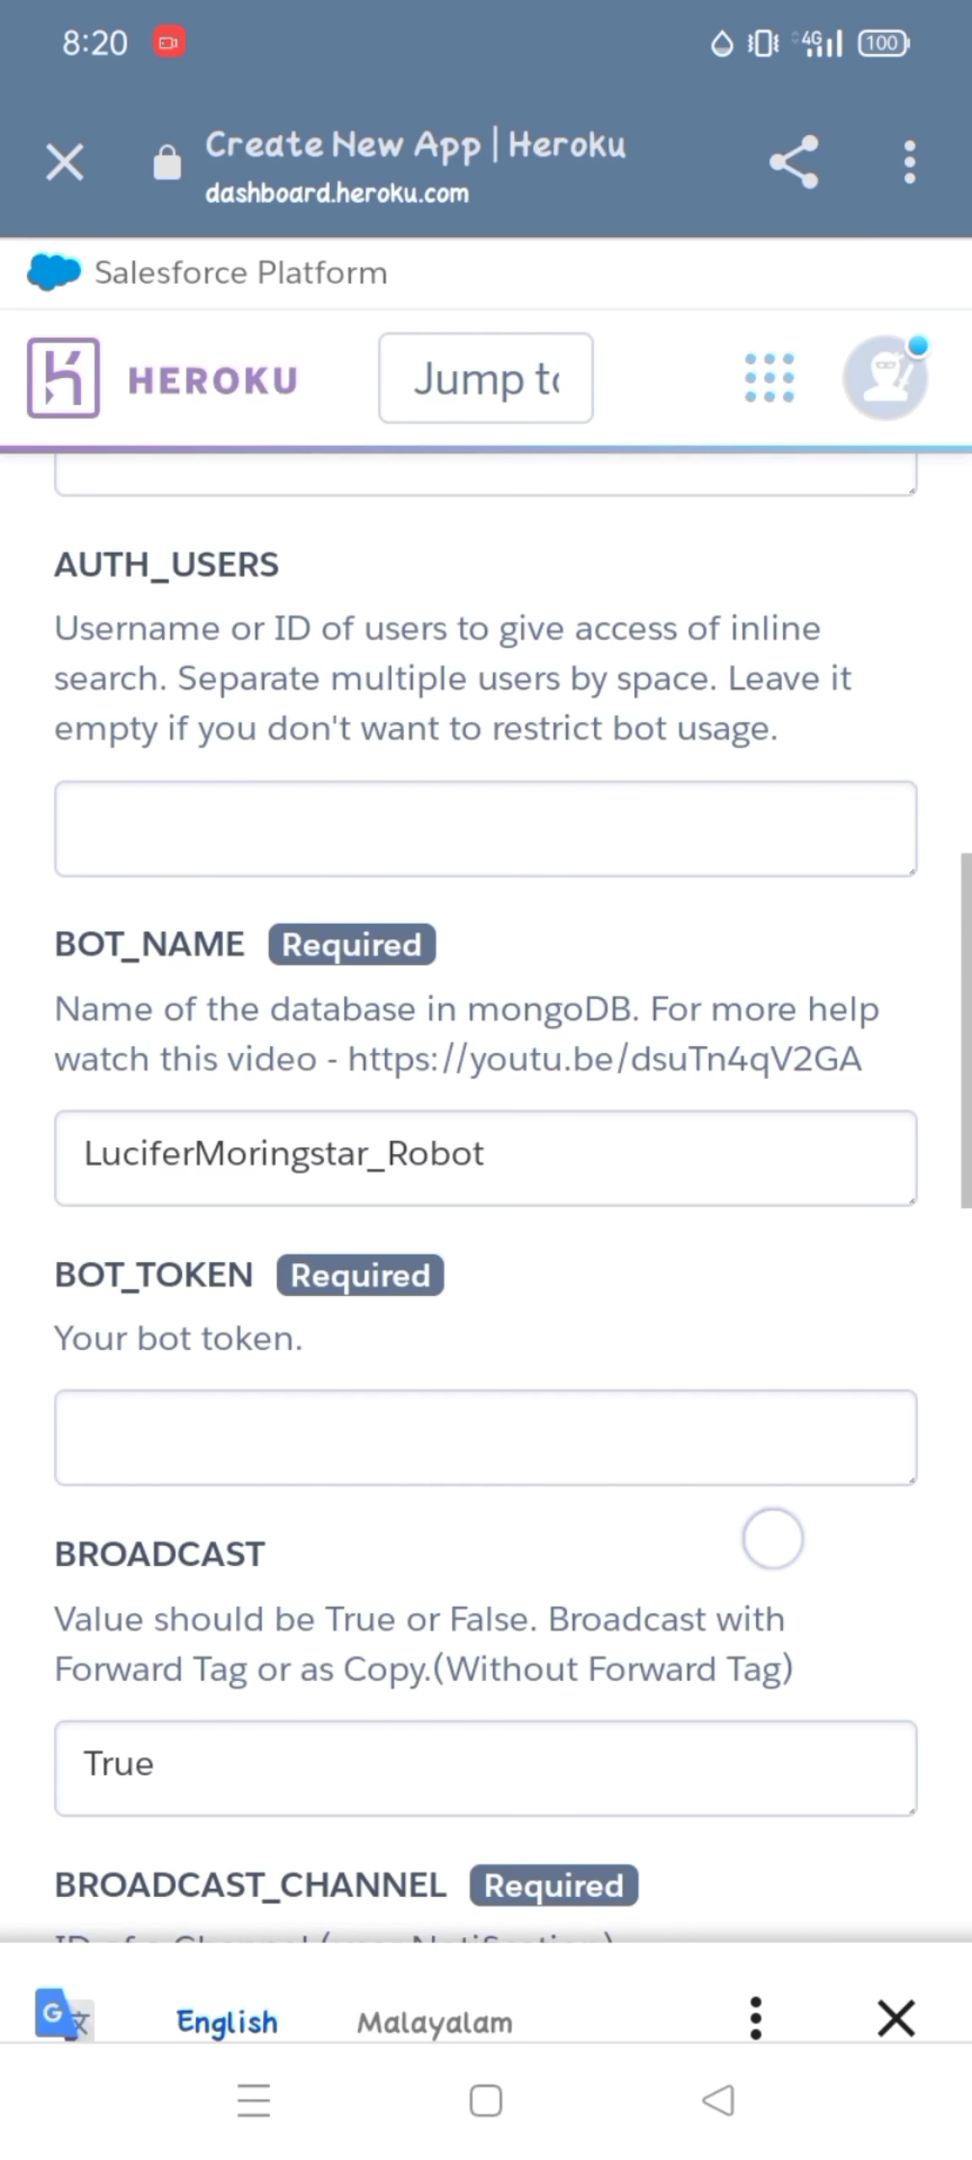 8:20
4G
100
Create New App | Heroku
dashboard.heroku.com
Salesforce Platform
HEROKU
Jump to
AUTH_USERS
Username or ID of users to give access of inline
search. Separate multiple users by space. Leave it
empty if you don't want to restrict bot usage.
BOT_NAME Required
Name of the database in mongoDB. For more help
watch this video - https://youtu.be/dsuTn4qV2GA
LuciferMoringstar_Robot
BOT_TOKEN Required
Your bot token.
BROADCAST
Value should be True or False. Broadcast with
Forward Tag or as Copy.(Without Forward Tag)
True
BROADCAST_CHANNEL Required
G 文
English Malayalam